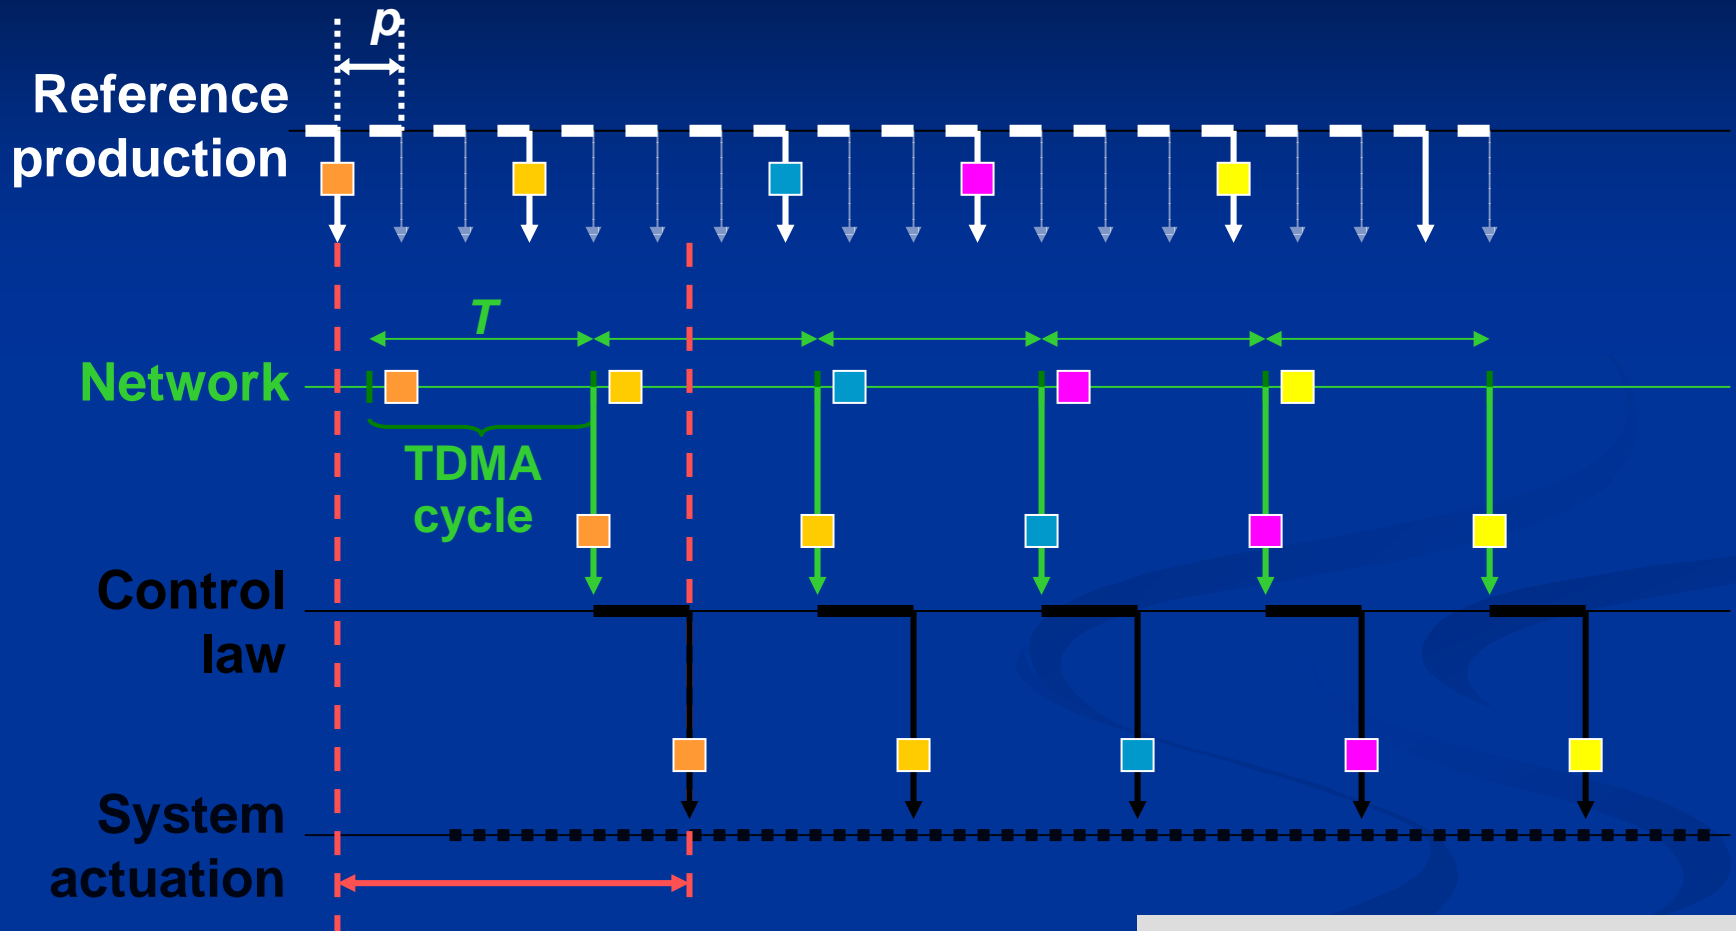 p
Reference
production
T
Network
TDMA
cycle
Control
law
System
actuation